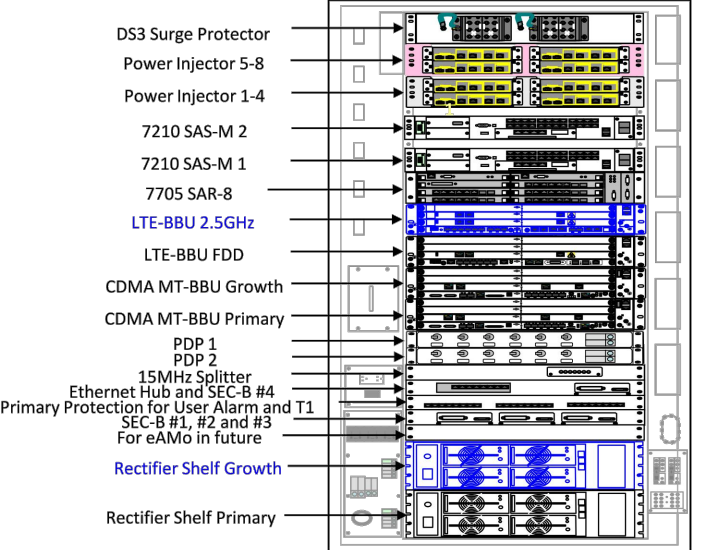 DS3 Surge Protector
Power Injector 5-8
Power Injector 1-4
7210 SAS-M 2
7210 SAS-M 1
7705 SAR-8
LTE-BBU 2.5GHz
LTE-BBU FDD
CDMA MT-BBU Growth
CDMA MT-BBU Primary
PDP 1
PDP 2
15MHz Splitter
Ethernet Hub and SEC-B #4
Primary Protection for User Alarm and T1
SEC-B #1, #2 and #3
For eAMo in future
Rectifier Shelf Growth
Rectifier Shelf Primary